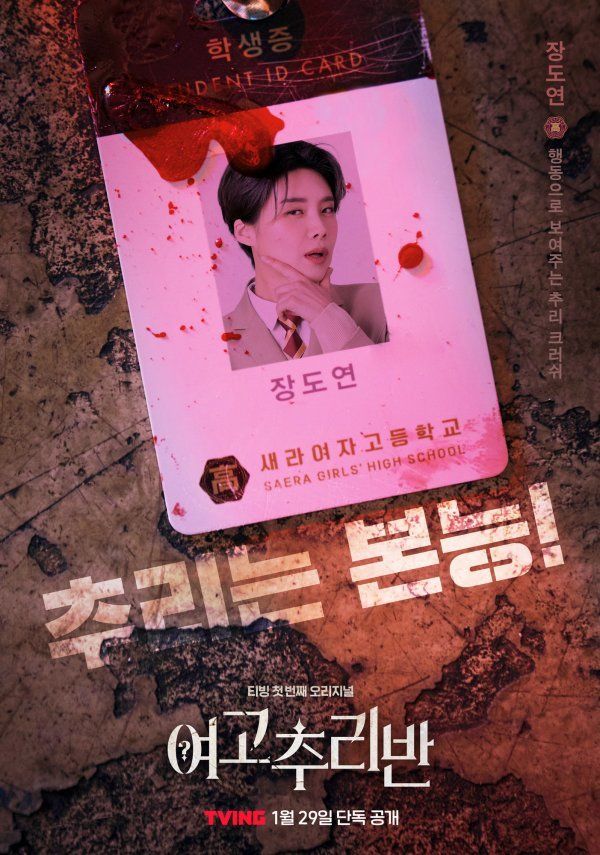 학생증
STUDENT ID CARD
장도연
高
행동으로 보여주는 추리 크러쉬
장도연
高
새라여자고등학교
SAERA GIRLS' HIGH SCHOOL
추리는 본능!
티빙 첫 번째 오리지널
여고추리반
?
TVING 1월 29일 단독 공개